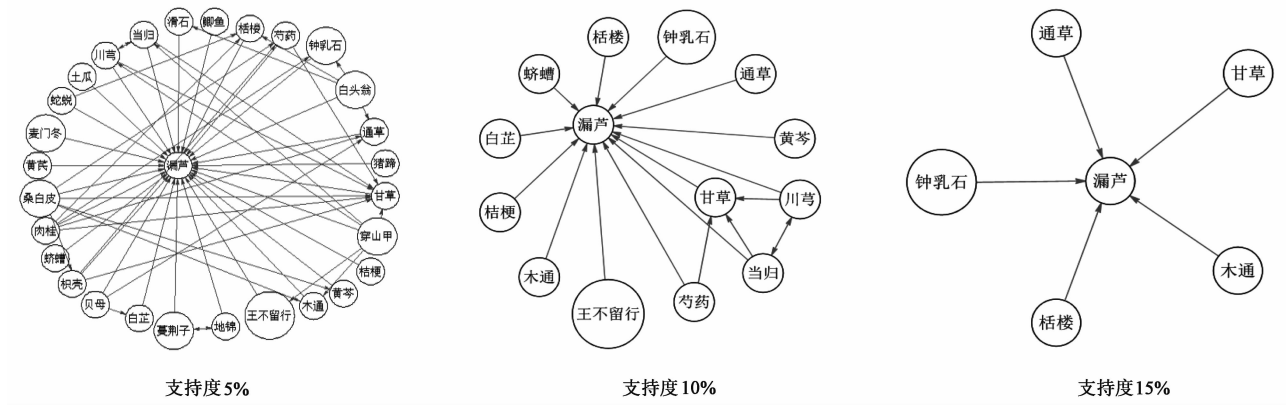 滑石
鲫鱼
栝楼
芍药
钟乳石
白头翁
通草
猪蹄
甘草
穿山甲
桔梗
黄芩
木通
王不留行
地锦
蔓荆子
白芷
贝母
枳壳
蛴螬
肉桂
桑白皮
黄芪
麦门冬
蛇蜕
土瓜
川芎
当归
漏芦
支持度5%
栝楼
钟乳石
通草
黄芩
川芎
甘草
当归
芍药
王不留行
木通
桔梗
白芷
蛴螬
漏芦
支持度10%
通草
甘草
钟乳石
漏芦
木通
栝楼
支持度15%